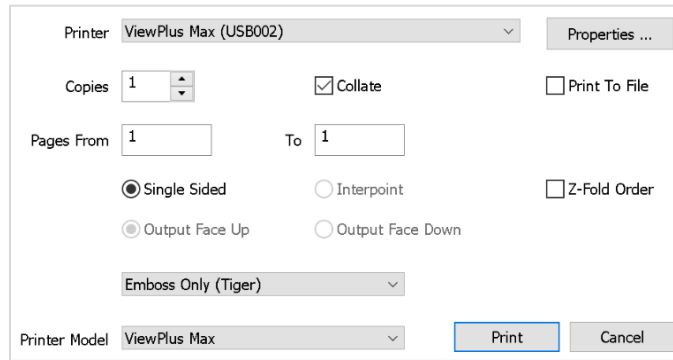 Printer ViewPlus Max (USB002) Properties ...
Copies 1 Collate Print To File
Pages From 1 To 1
Single Sided Interpoint Z-Fold Order
Output Face Up Output Face Down
Emboss Only (Tiger)
Printer Model ViewPlus Max Print Cancel